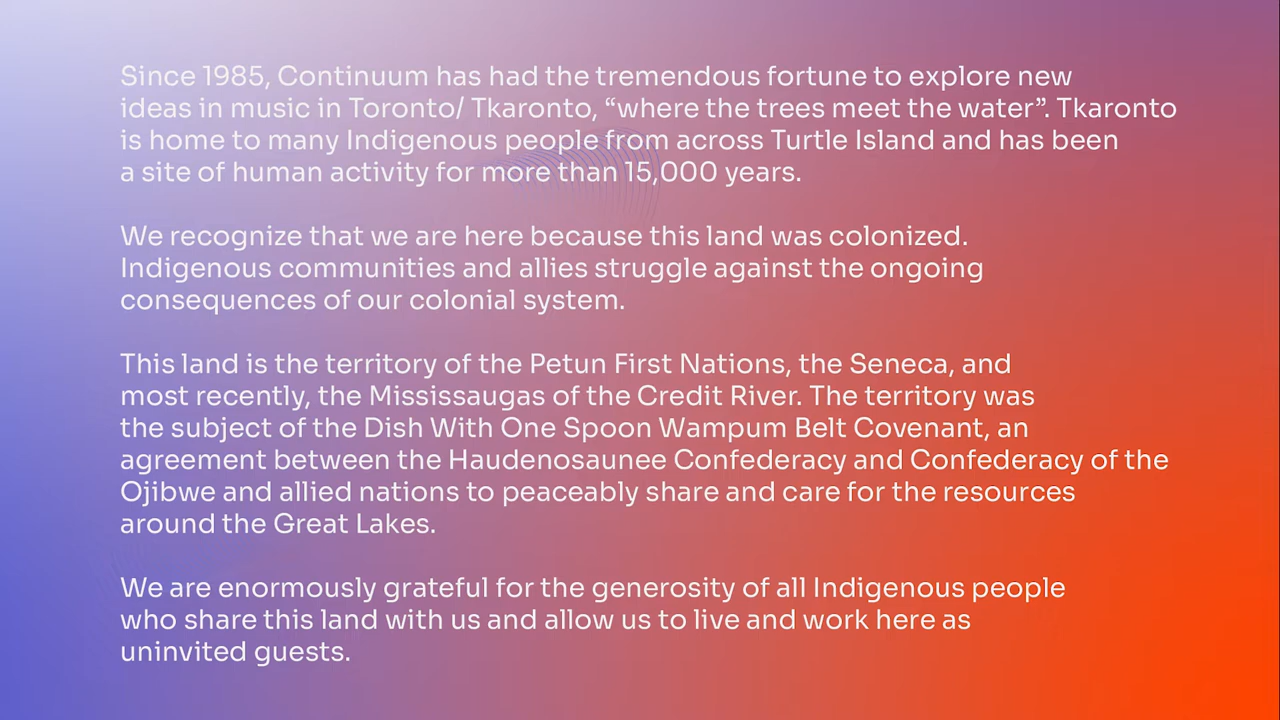 Since 1985, Continuum has had the tremendous fortune to explore new
ideas in music in Toronto/ Tkaronto, “where the trees meet the water”. Tkaronto
is home to many Indigenous people from across Turtle Island and has been
a site of human activity for more than 15,000 years.
We recognize that we are here because this land was colonized.
Indigenous communities and allies struggle against the ongoing
consequences of our colonial system.
This land is the territory of the Petun First Nations, the Seneca, and
most recently, the Mississaugas of the Credit River. The territory was
the subject of the Dish With One Spoon Wampum Belt Covenant, an
agreement between the Haudenosaunee Confederacy and Confederacy of the
Ojibwe and allied nations to peaceably share and care for the resources
around the Great Lakes.
We are enormously grateful for the generosity of all Indigenous people
who share this land with us and allow us to live and work here as
uninvited guests.